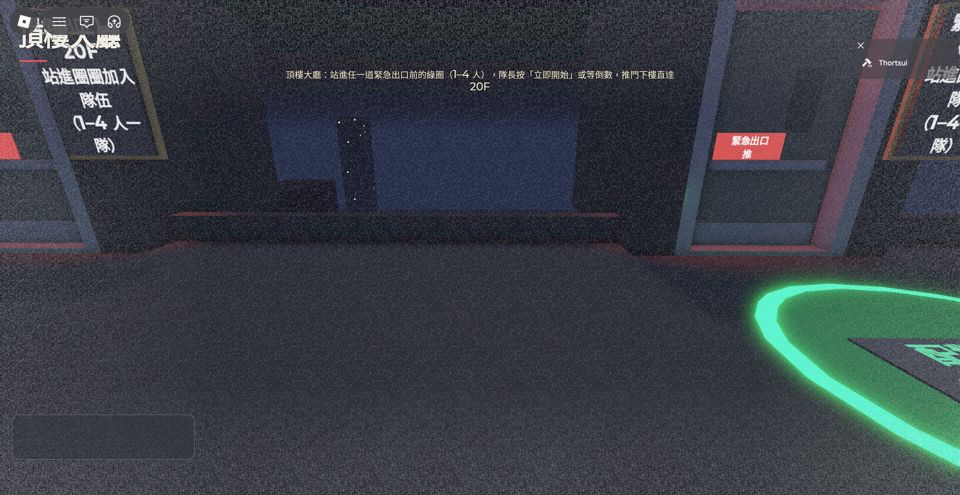 頂樓大廳
20F
站進圈圈加入
隊伍
（1–4 人一
隊）
頂樓大廳：站進任一道緊急出口前的綠圈（1–4 人），隊長按「立即開始」或等倒數，推門下樓直達
20F
Thortsui
緊急出口
推